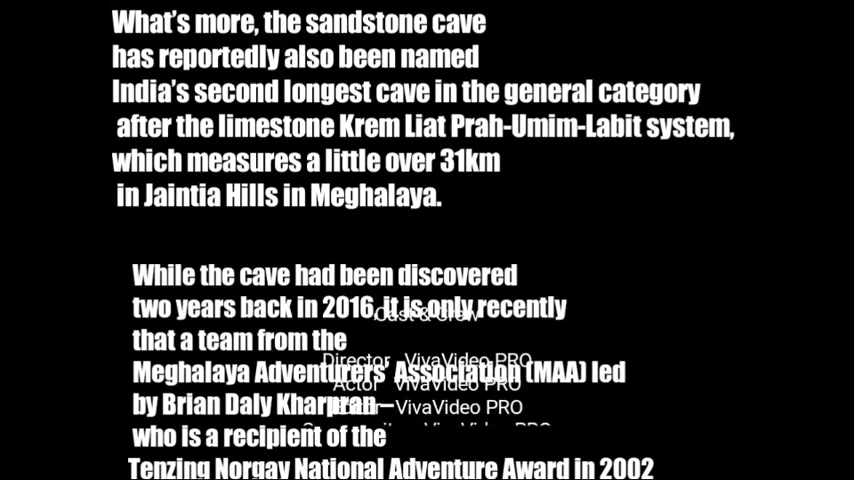 What’s more, the sandstone cave
has reportedly also been named
India’s second longest cave in the general category
after the limestone Krem Liat Prah-Umim-Labit system,
which measures a little over 31km
in Jaintia Hills in Meghalaya.
While the cave had been discovered
two years back in 2016, it is only recently
Cast & Crew
that a team from the
Director VivaVideo PRO
Meghalaya Adventurers’ Association (MAA) led
Actor VivaVideo PRO
by Brian Daly Kharpran–
VivaVideo PRO
who is a recipient of the
VivaVideo PRO
Tenzing Norgay National Adventure Award in 2002